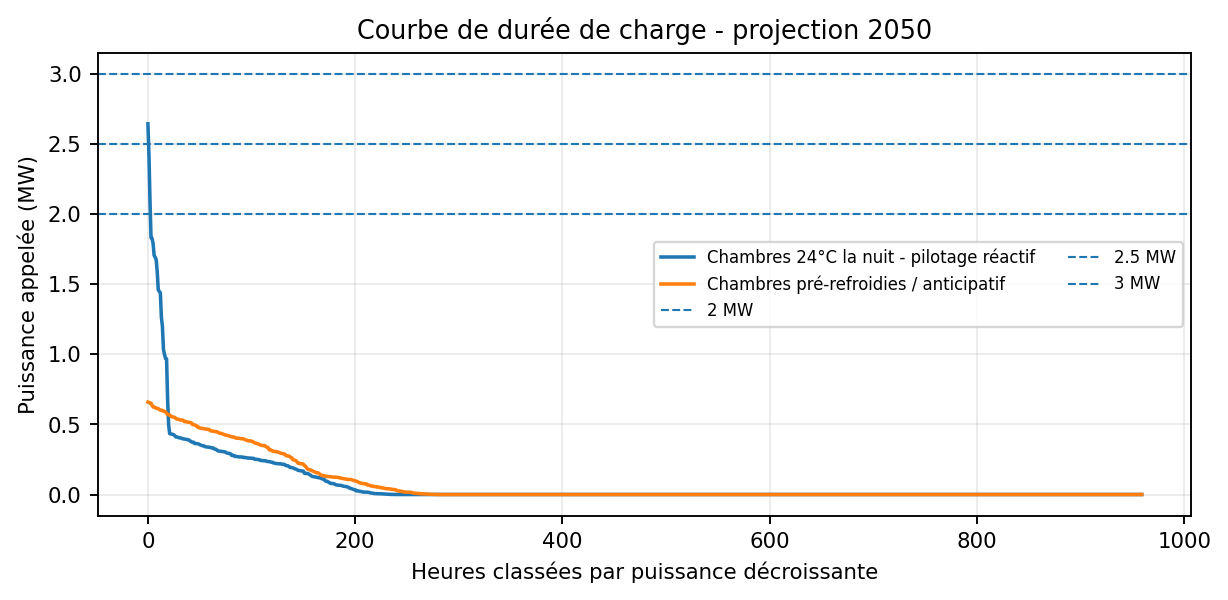 Courbe de durée de charge - projection 2050
Puissance appelée (MW)
3.0
2.5
2.0
1.5
1.0
0.5
0.0
Chambres 24°C la nuit - pilotage réactif
Chambres pré-refroidies / anticipatif
2 MW
2.5 MW
3 MW
0 200 400 600 800 1000
Heures classées par puissance décroissante